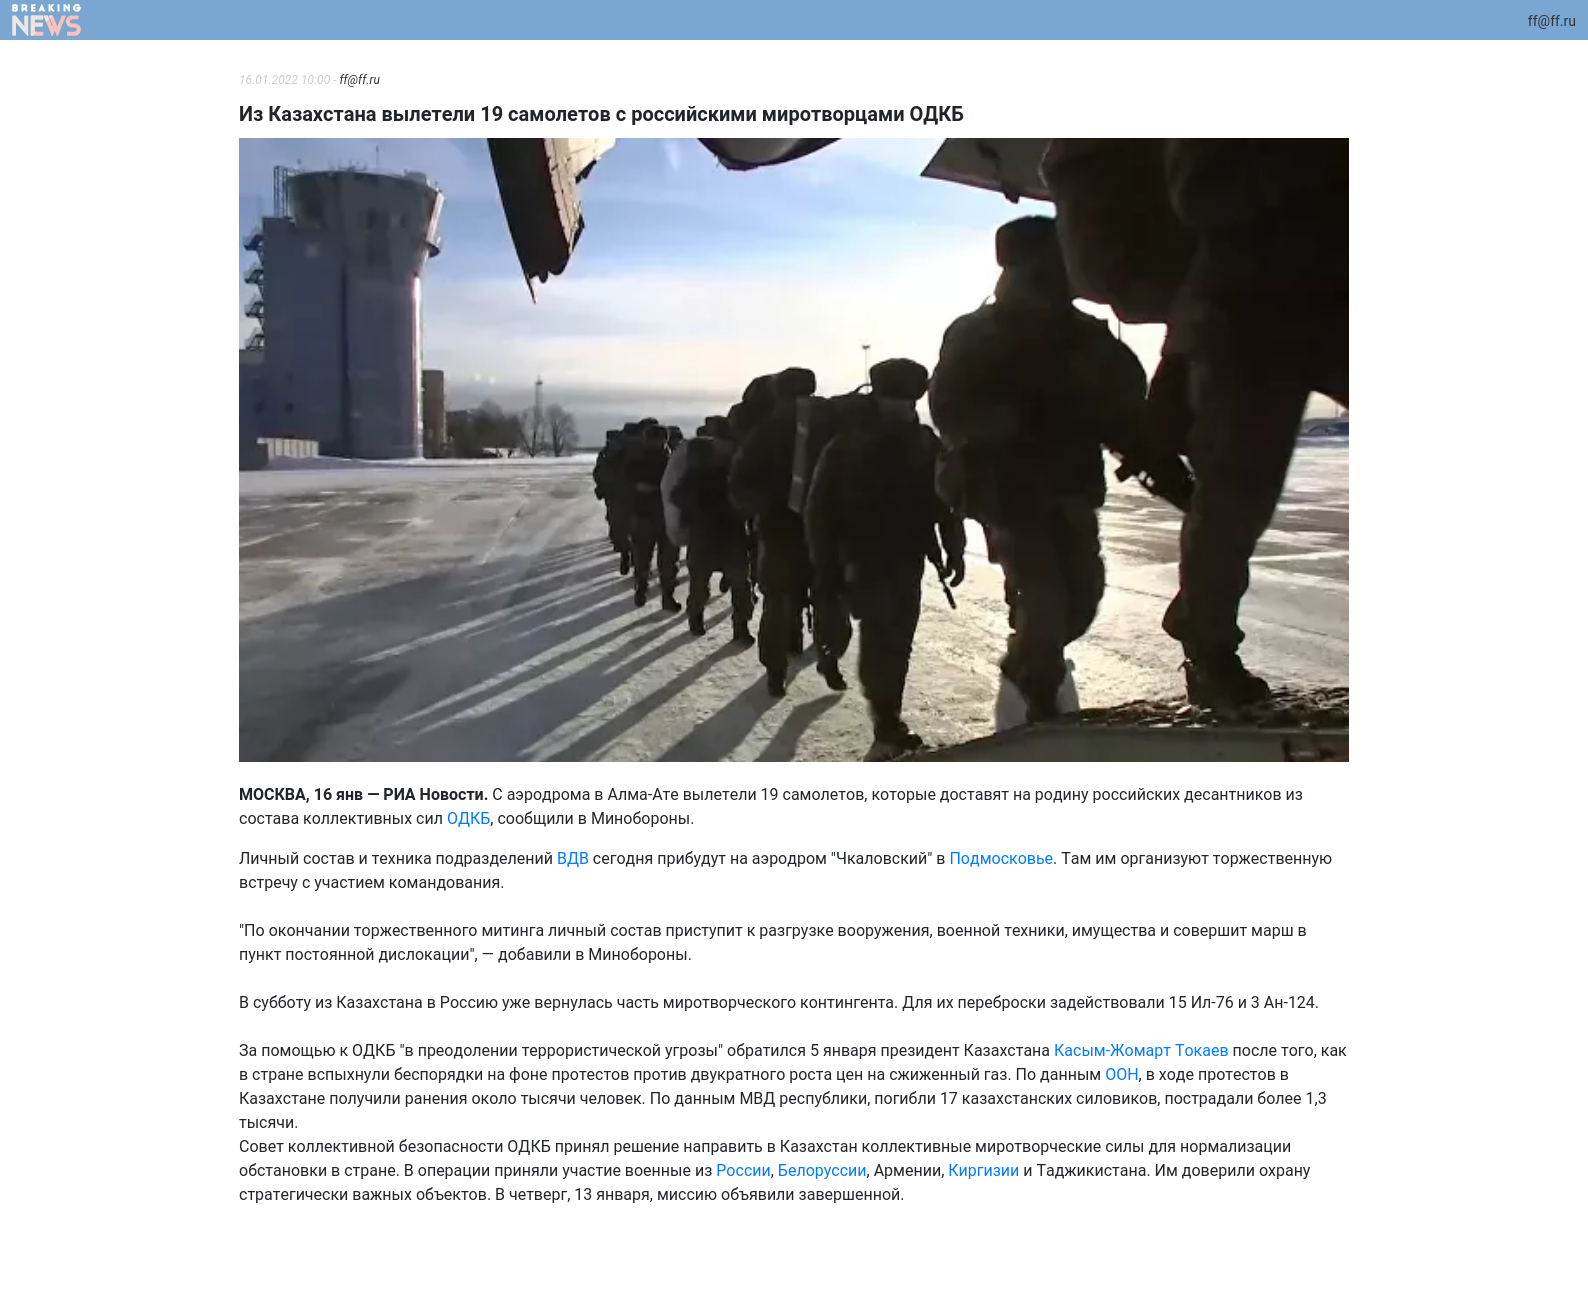 BREAKING
NEWS
ff@ff.ru
16.01.2022 10:00 - ff@ff.ru
Из Казахстана вылетели 19 самолетов с российскими миротворцами ОДКБ
МОСКВА, 16 янв — РИА Новости. С аэродрома в Алма-Ате вылетели 19 самолетов, которые доставят на родину российских десантников из
состава коллективных сил ОДКБ, сообщили в Минобороны.
Личный состав и техника подразделений ВДВ сегодня прибудут на аэродром "Чкаловский" в Подмосковье. Там им организуют торжественную
встречу с участием командования.
"По окончании торжественного митинга личный состав приступит к разгрузке вооружения, военной техники, имущества и совершит марш в
пункт постоянной дислокации", — добавили в Минобороны.
В субботу из Казахстана в Россию уже вернулась часть миротворческого контингента. Для их переброски задействовали 15 Ил-76 и 3 Ан-124.
За помощью к ОДКБ "в преодолении террористической угрозы" обратился 5 января президент Казахстана Касым-Жомарт Токаев после того, как
в стране вспыхнули беспорядки на фоне протестов против двукратного роста цен на сжиженный газ. По данным ООН, в ходе протестов в
Казахстане получили ранения около тысячи человек. По данным МВД республики, погибли 17 казахстанских силовиков, пострадали более 1,3
тысячи.
Совет коллективной безопасности ОДКБ принял решение направить в Казахстан коллективные миротворческие силы для нормализации
обстановки в стране. В операции приняли участие военные из России, Белоруссии, Армении, Киргизии и Таджикистана. Им доверили охрану
стратегически важных объектов. В четверг, 13 января, миссию объявили завершенной.